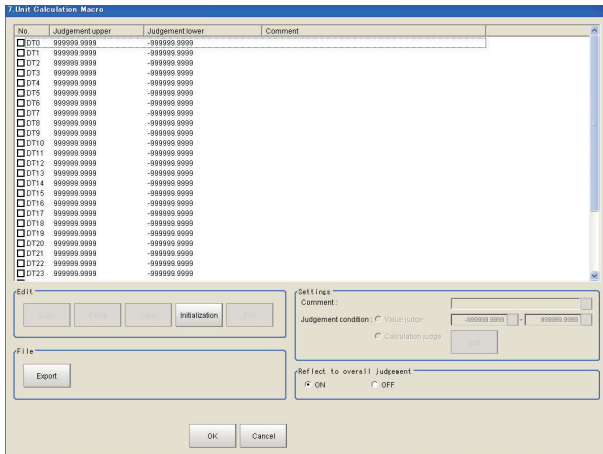 7.Unit Calculation Macro
No. Judgement upper Judgement lower Comment
DT0 999999.9999 -999999.9999
DT1 999999.9999 -999999.9999
DT2 999999.9999 -999999.9999
DT3 999999.9999 -999999.9999
DT4 999999.9999 -999999.9999
DT5 999999.9999 -999999.9999
DT6 999999.9999 -999999.9999
DT7 999999.9999 -999999.9999
DT8 999999.9999 -999999.9999
DT9 999999.9999 -999999.9999
DT10 999999.9999 -999999.9999
DT11 999999.9999 -999999.9999
DT12 999999.9999 -999999.9999
DT13 999999.9999 -999999.9999
DT14 999999.9999 -999999.9999
DT15 999999.9999 -999999.9999
DT16 999999.9999 -999999.9999
DT17 999999.9999 -999999.9999
DT18 999999.9999 -999999.9999
DT19 999999.9999 -999999.9999
DT20 999999.9999 -999999.9999
DT21 999999.9999 -999999.9999
DT22 999999.9999 -999999.9999
DT23 999999.9999 -999999.9999
Edit
Initialization
Settings
Comment :
Judgement condition : Value judge -999999.9999 - 999999.9999
Calculation judge
File
Export
Reflect to overall judgement
ON OFF
OK Cancel